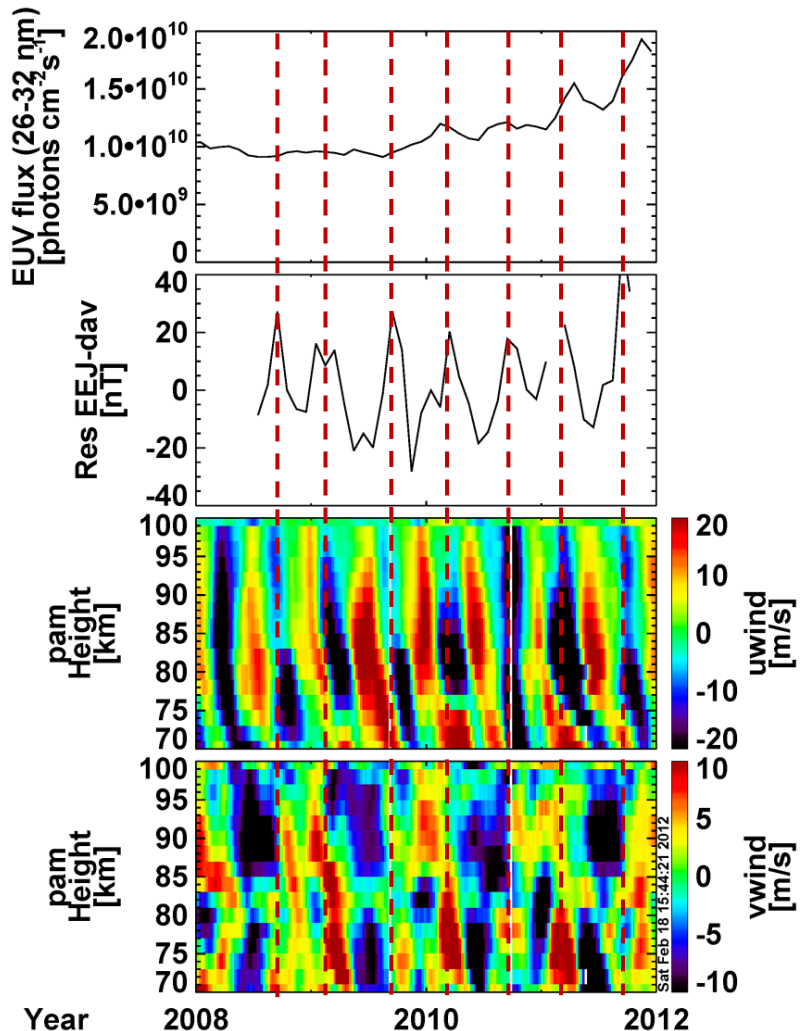 EUV flux (26-32 nm)
[photons cm⁻²s⁻¹]
2.0•10¹⁰
1.5•10¹⁰
1.0•10¹⁰
5.0•10⁹
0
Res EEJ-dav
[nT]
40
20
0
-20
-40
pam
Height
[km]
100
95
90
85
80
75
70
20
10
0
-10
-20
uwind
[m/s]
pam
Height
[km]
100
95
90
85
80
75
70
Sat Feb 18 15:44:21 2012
10
5
0
-5
-10
vwind
[m/s]
Year 2008 2010 2012